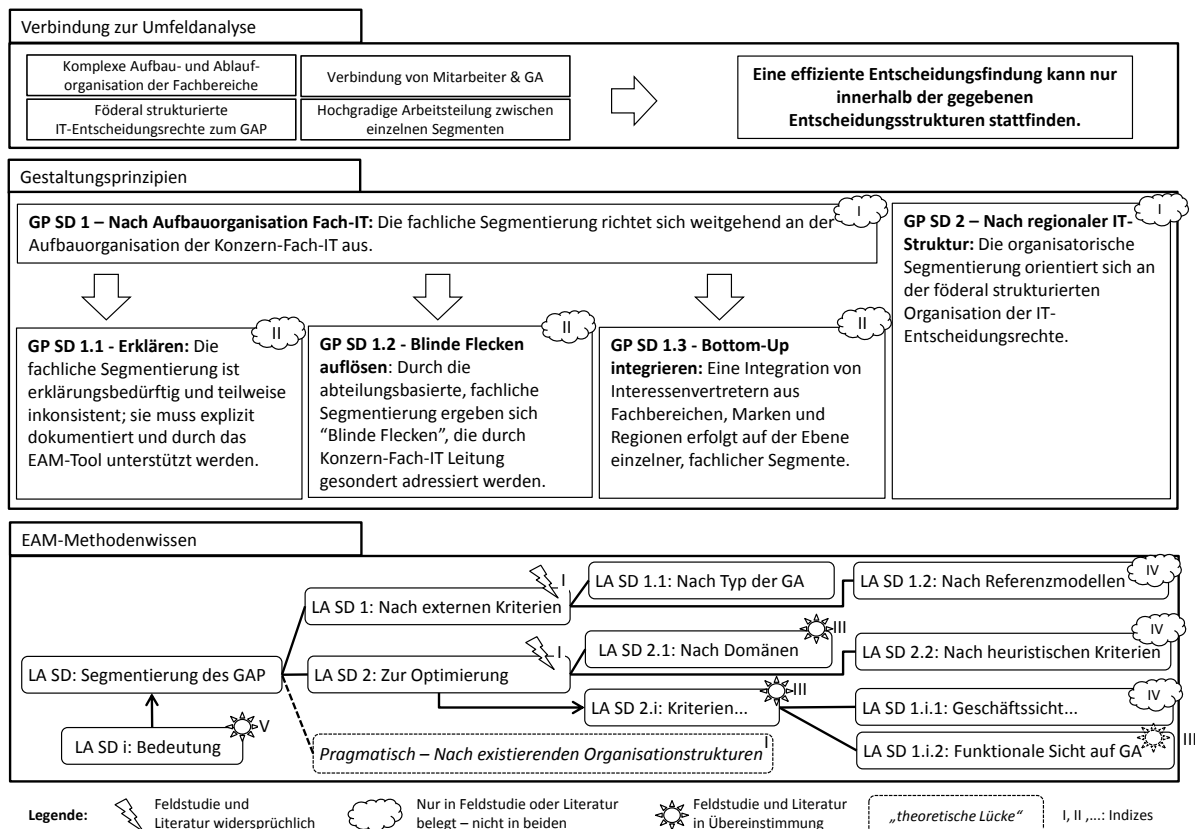 Verbindung zur Umfeldanalyse
Komplexe Aufbau- und Ablauf-
organisation der Fachbereiche
Verbindung von Mitarbeiter & GA
Föderal strukturierte
IT-Entscheidungsrechte zum GAP
Hochgradige Arbeitsteilung zwischen
einzelnen Segmenten
Eine effiziente Entscheidungsfindung kann nur
innerhalb der gegebenen
Entscheidungsstrukturen stattfinden.
Gestaltungsprinzipien
GP SD 1 – Nach Aufbauorganisation Fach-IT: Die fachliche Segmentierung richtet sich weitgehend an der
Aufbauorganisation der Konzern-Fach-IT aus.
I
GP SD 2 – Nach regionaler IT-
Struktur: Die organisatorische
Segmentierung orientiert sich an
der föderal strukturierten
Organisation der IT-
Entscheidungsrechte.
I
GP SD 1.1 - Erklären: Die
fachliche Segmentierung ist
erklärungsbedürftig und teilweise
inkonsistent; sie muss explizit
dokumentiert und durch das
EAM-Tool unterstützt werden.
II
GP SD 1.2 - Blinde Flecken
auflösen: Durch die
abteilungsbasierte, fachliche
Segmentierung ergeben sich
“Blinde Flecken”, die durch
Konzern-Fach-IT Leitung
gesondert adressiert werden.
II
GP SD 1.3 - Bottom-Up
integrieren: Eine Integration von
Interessenvertretern aus
Fachbereichen, Marken und
Regionen erfolgt auf der Ebene
einzelner, fachlicher Segmente.
II
EAM-Methodenwissen
LA SD: Segmentierung des GAP
LA SD i: Bedeutung
V
LA SD 1: Nach externen Kriterien
I
LA SD 1.1: Nach Typ der GA
LA SD 1.2: Nach Referenzmodellen
IV
LA SD 2: Zur Optimierung
I
LA SD 2.1: Nach Domänen
III
LA SD 2.2: Nach heuristischen Kriterien
IV
LA SD 2.i: Kriterien...
III
LA SD 1.i.1: Geschäftssicht...
IV
LA SD 1.i.2: Funktionale Sicht auf GA
III
Pragmatisch – Nach existierenden Organisationstrukturen
I
Legende:
Feldstudie und
Literatur widersprüchlich
Nur in Feldstudie oder Literatur
belegt – nicht in beiden
Feldstudie und Literatur
in Übereinstimmung
„theoretische Lücke“
I, II ,...: Indizes